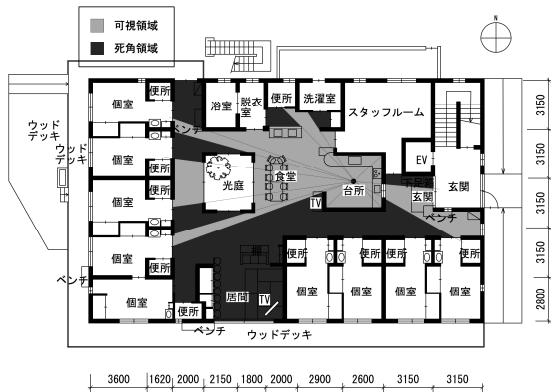 可視領域
死角領域
個室
便所
浴室
脱衣室
便所
洗濯室
スタッフルーム
ベンチ
ウッドデッキ
ウッドデッキ
個室
便所
EV
光庭
食堂
台所
下足箱
玄関
玄関
個室
便所
TV
ベンチ
個室
便所
便所
便所
便所
便所
ベンチ
個室
便所
居間
TV
個室
個室
個室
個室
ベンチ
ウッドデッキ
3150
3150
3150
3150
2800
3600 1620 2000 2150 1800 2000 2900 2600 3150 3150
N